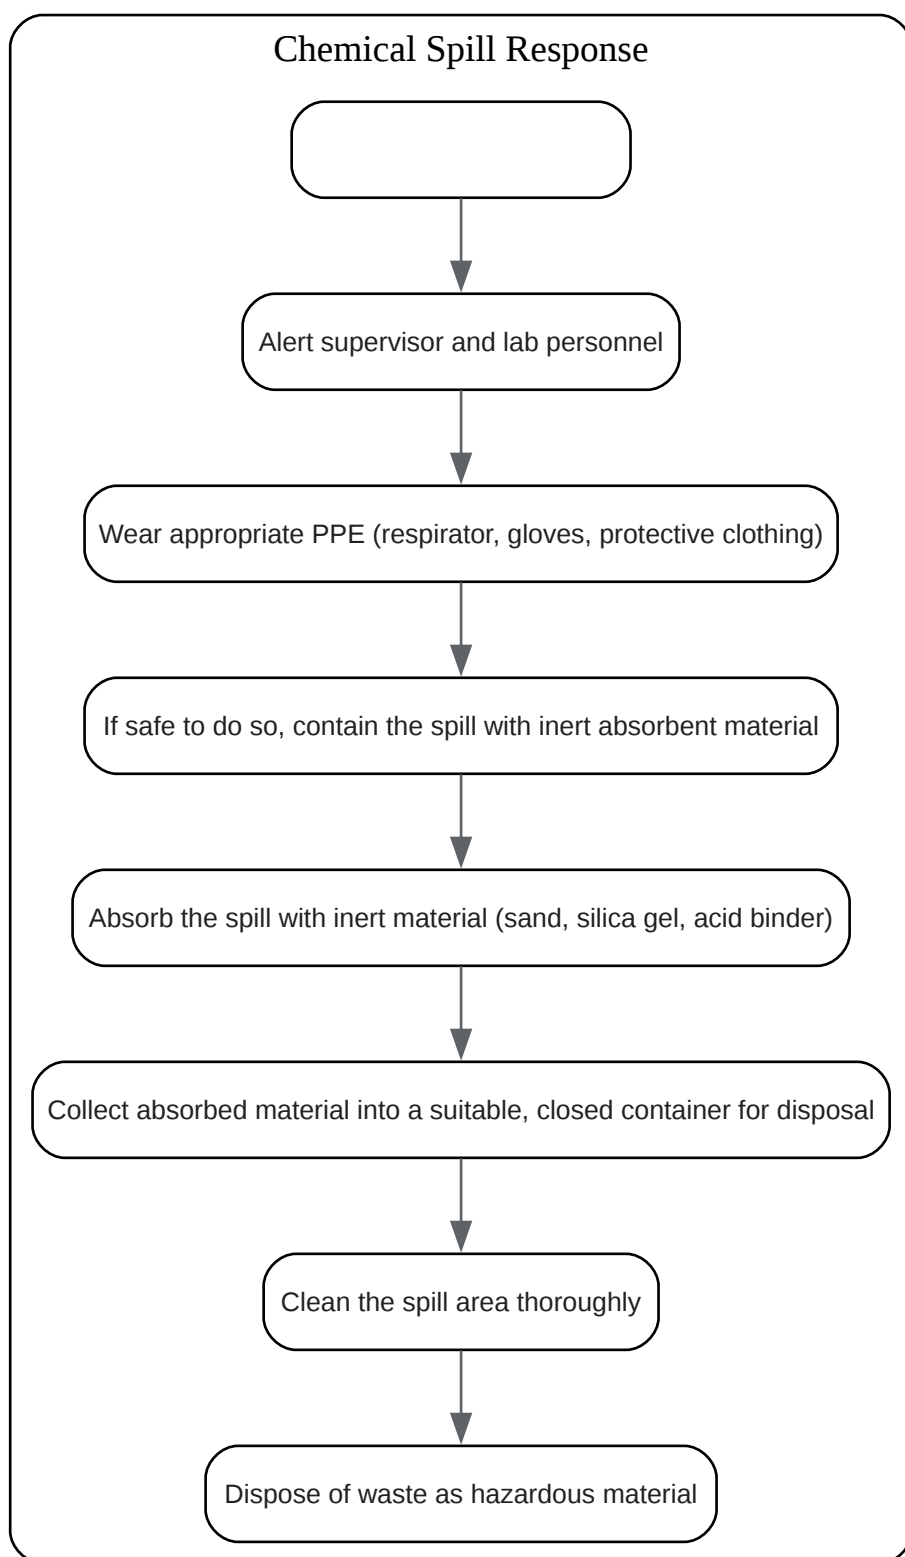 Chemical Spill Response
Alert supervisor and lab personnel
Wear appropriate PPE (respirator, gloves, protective clothing)
If safe to do so, contain the spill with inert absorbent material
Absorb the spill with inert material (sand, silica gel, acid binder)
Collect absorbed material into a suitable, closed container for disposal
Clean the spill area thoroughly
Dispose of waste as hazardous material